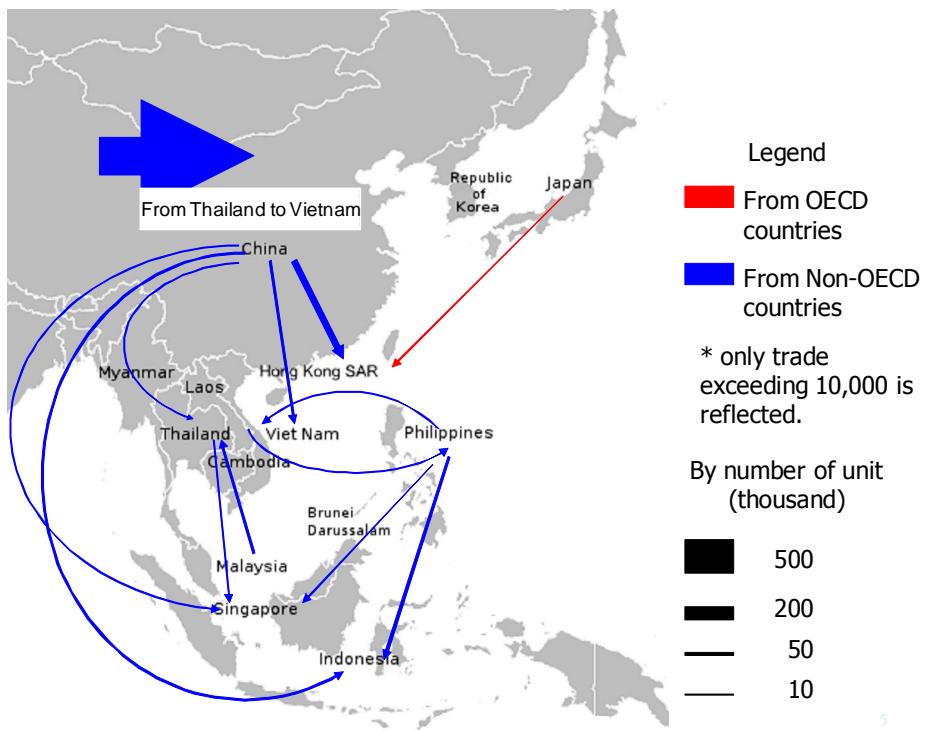 Legend
Republic
of
Korea
Japan
From OECD
countries
From Thailand to Vietnam
China
From Non-OECD
countries
* only trade
exceeding 10,000 is
reflected.
Myanmar
Hong Kong SAR
Laos
Thailand
Viet Nam
Philippines
Cambodia
By number of unit
(thousand)
Brunei
Darussalam
Malaysia
500
Singapore
200
Indonesia
50
10
5